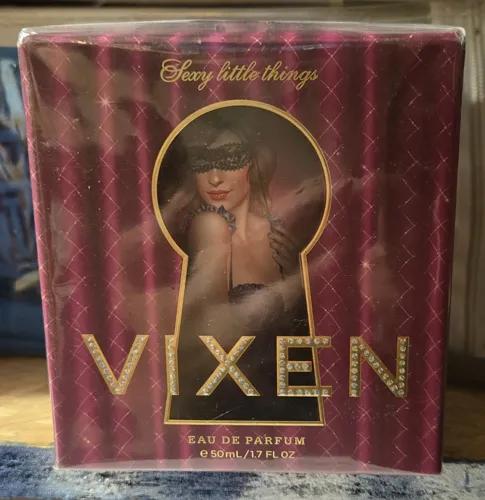 Sexy little things
VIXEN
EAU DE PARFUM
℮ 50mL/1.7 FL OZ